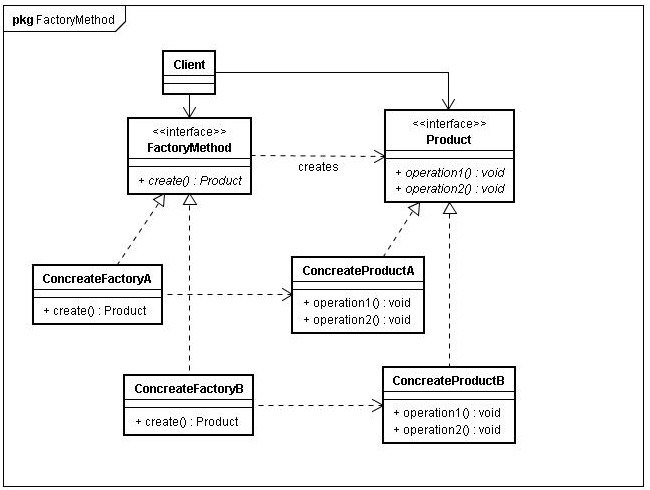 pkg FactoryMethod
Client
<<interface>>
FactoryMethod
+ create() : Product
creates
<<interface>>
Product
+ operation1() : void
+ operation2() : void
ConcreateFactoryA
+ create() : Product
ConcreateProductA
+ operation1() : void
+ operation2() : void
ConcreateFactoryB
+ create() : Product
ConcreateProductB
+ operation1() : void
+ operation2() : void